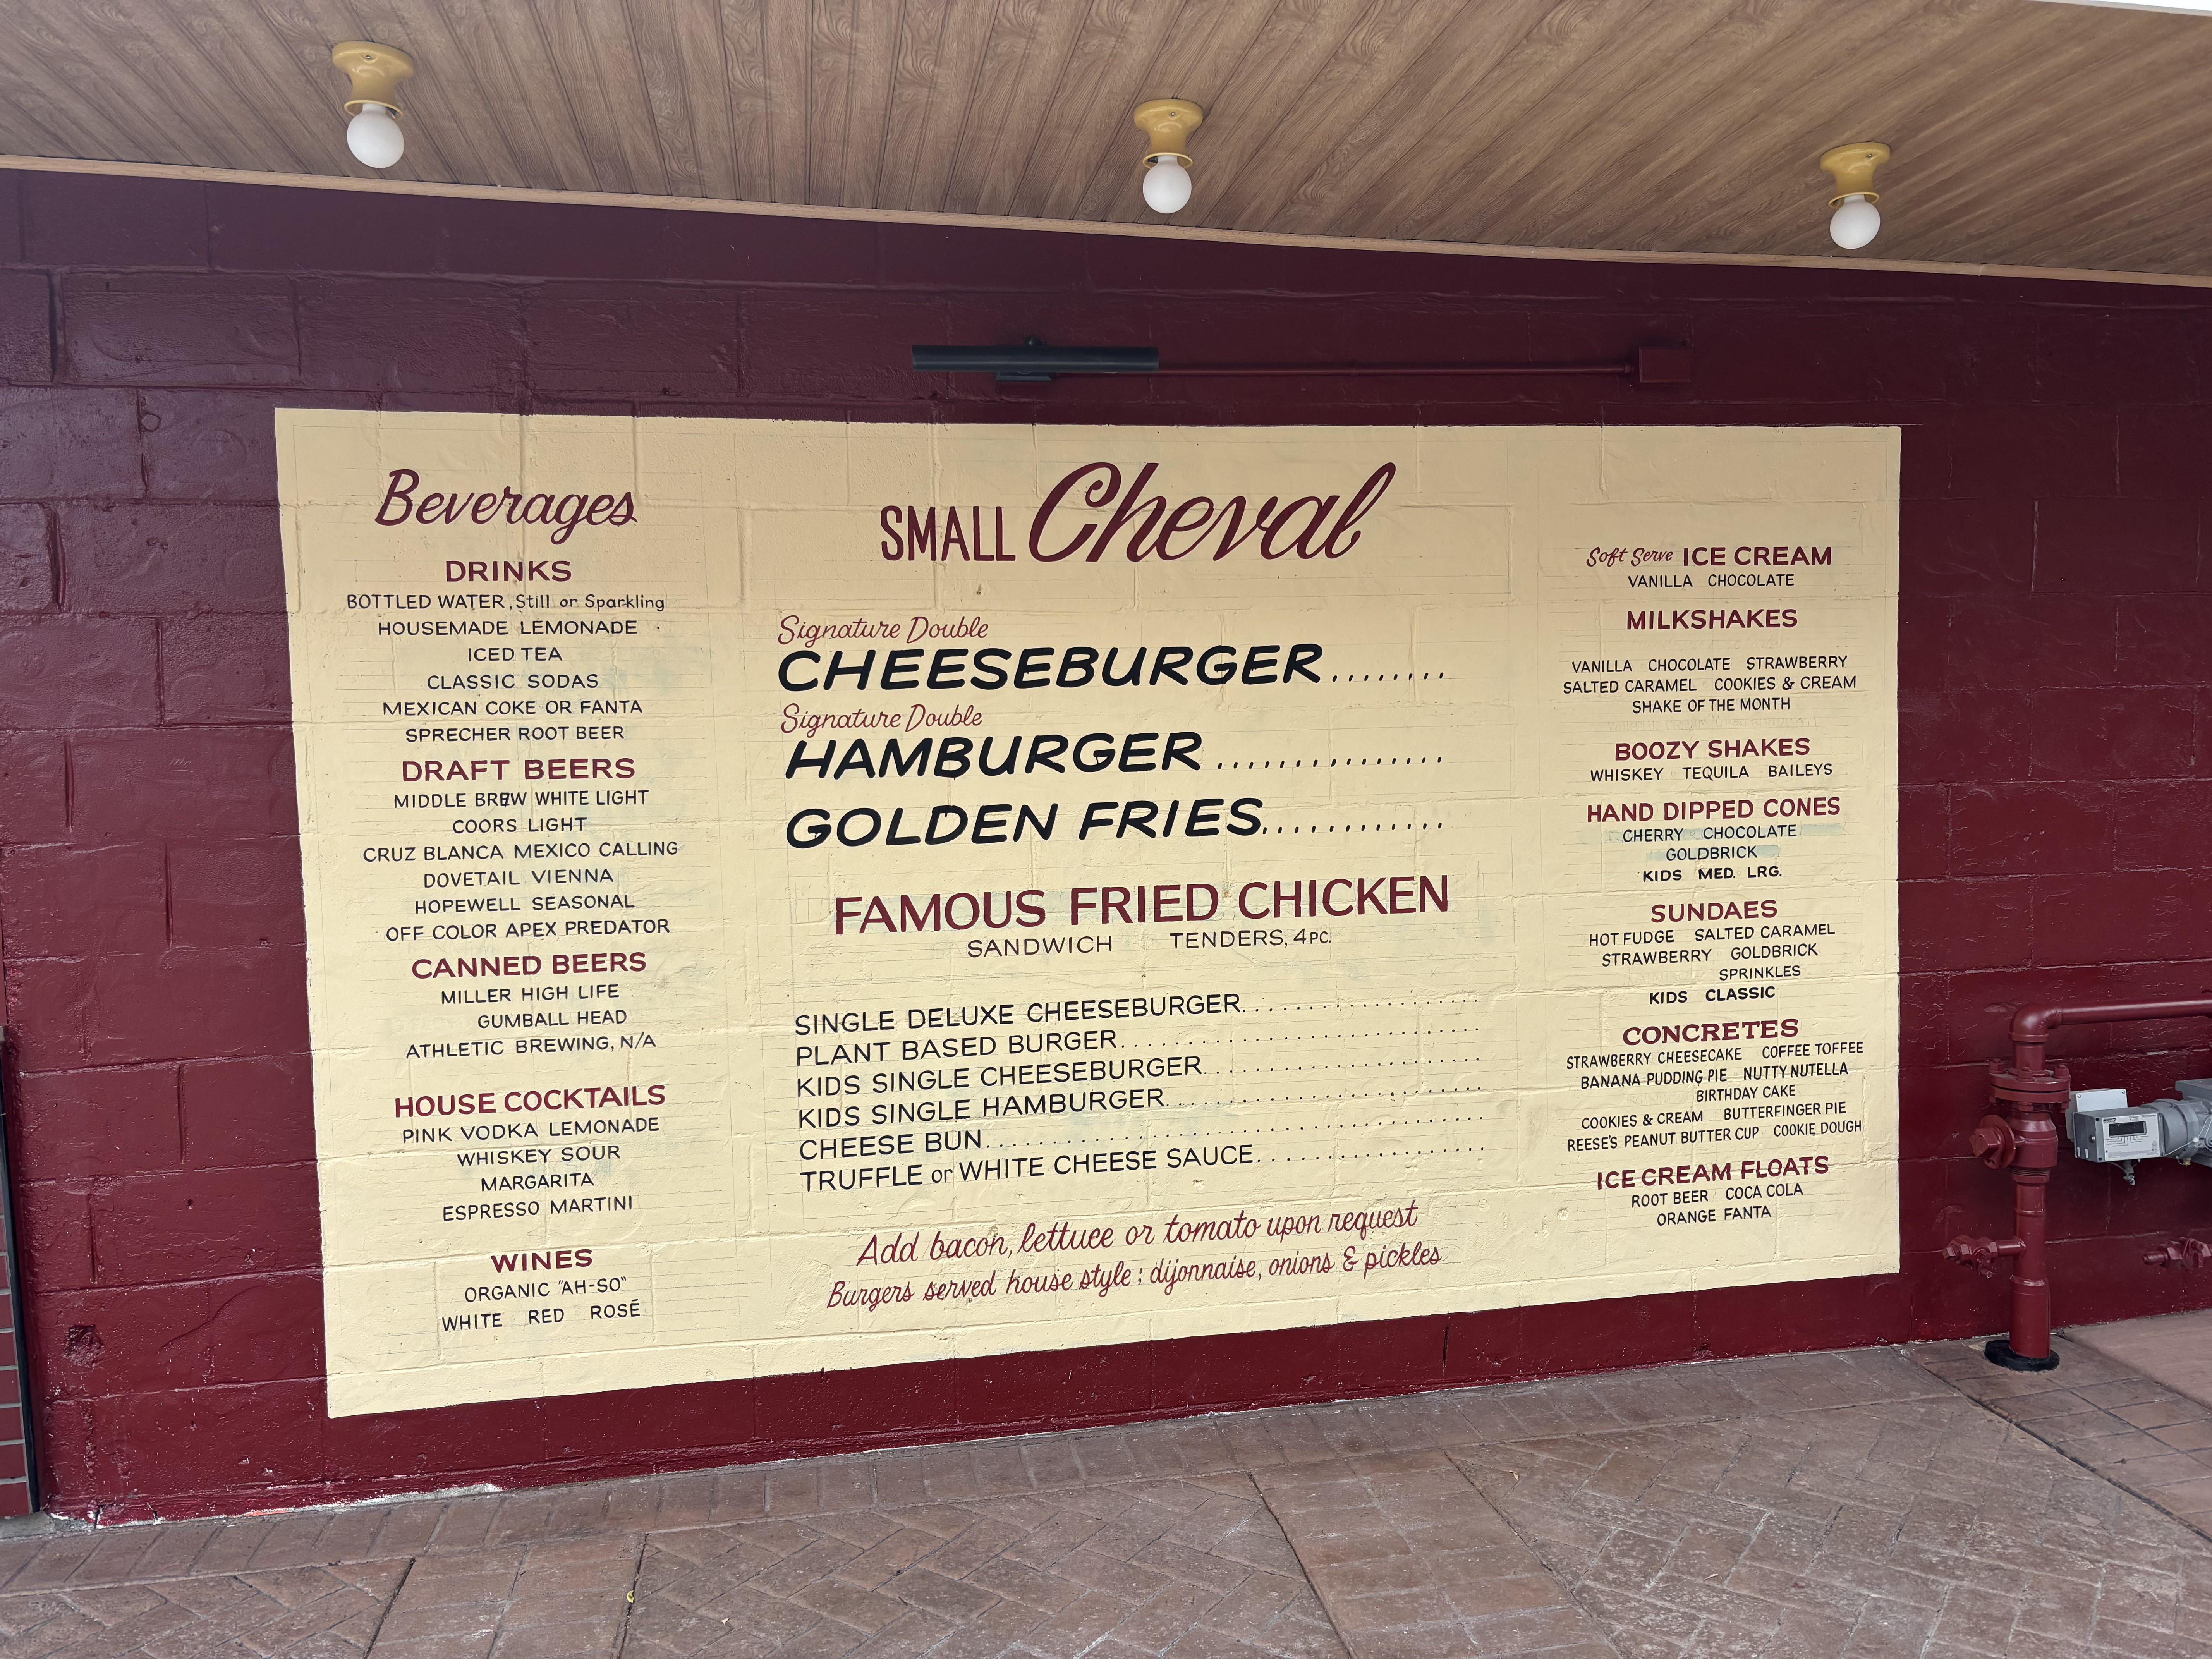 Beverages
DRINKS
BOTTLED WATER, Still or Sparkling
HOUSEMADE LEMONADE
ICED TEA
CLASSIC SODAS
MEXICAN COKE OR FANTA
SPRECHER ROOT BEER
DRAFT BEERS
MIDDLE BREW WHITE LIGHT
COORS LIGHT
CRUZ BLANCA MEXICO CALLING
DOVETAIL VIENNA
HOPEWELL SEASONAL
OFF COLOR APEX PREDATOR
CANNED BEERS
MILLER HIGH LIFE
GUMBALL HEAD
ATHLETIC BREWING, N/A
HOUSE COCKTAILS
PINK VODKA LEMONADE
WHISKEY SOUR
MARGARITA
ESPRESSO MARTINI
WINES
ORGANIC "AH-SO"
WHITE RED ROSÉ
SMALL Cheval
Signature Double
CHEESEBURGER........
Signature Double
HAMBURGER...............
GOLDEN FRIES............
FAMOUS FRIED CHICKEN
SANDWICH TENDERS, 4PC.
SINGLE DELUXE CHEESEBURGER..................
PLANT BASED BURGER...........................
KIDS SINGLE CHEESEBURGER.....................
KIDS SINGLE HAMBURGER........................
CHEESE BUN.....................................
TRUFFLE or WHITE CHEESE SAUCE.................
Add bacon, lettuce or tomato upon request
Burgers served house style: dijonnaise, onions & pickles
Soft Serve ICE CREAM
VANILLA CHOCOLATE
MILKSHAKES
VANILLA CHOCOLATE STRAWBERRY
SALTED CARAMEL COOKIES & CREAM
SHAKE OF THE MONTH
BOOZY SHAKES
WHISKEY TEQUILA BAILEYS
HAND DIPPED CONES
CHERRY CHOCOLATE
GOLDBRICK
KIDS MED. LRG.
SUNDAES
HOT FUDGE SALTED CARAMEL
STRAWBERRY GOLDBRICK
SPRINKLES
KIDS CLASSIC
CONCRETES
STRAWBERRY CHEESECAKE COFFEE TOFFEE
BANANA PUDDING PIE NUTTY NUTELLA
BIRTHDAY CAKE
COOKIES & CREAM BUTTERFINGER PIE
REESE'S PEANUT BUTTER CUP COOKIE DOUGH
ICE CREAM FLOATS
ROOT BEER COCA COLA
ORANGE FANTA